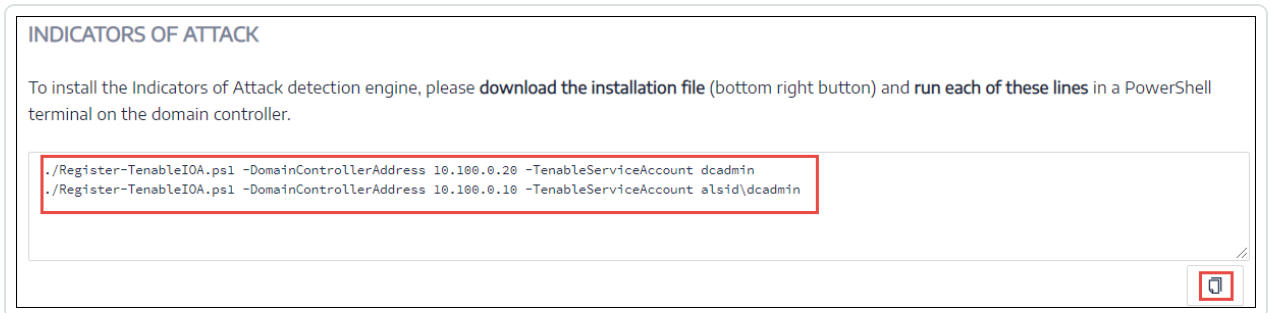 INDICATORS OF ATTACK
To install the Indicators of Attack detection engine, please download the installation file (bottom right button) and run each of these lines in a PowerShell
terminal on the domain controller.
./Register-TenableIOA.ps1 -DomainControllerAddress 10.100.0.20 -TenableServiceAccount dcadmin
./Register-TenableIOA.ps1 -DomainControllerAddress 10.100.0.10 -TenableServiceAccount alsid\dcadmin